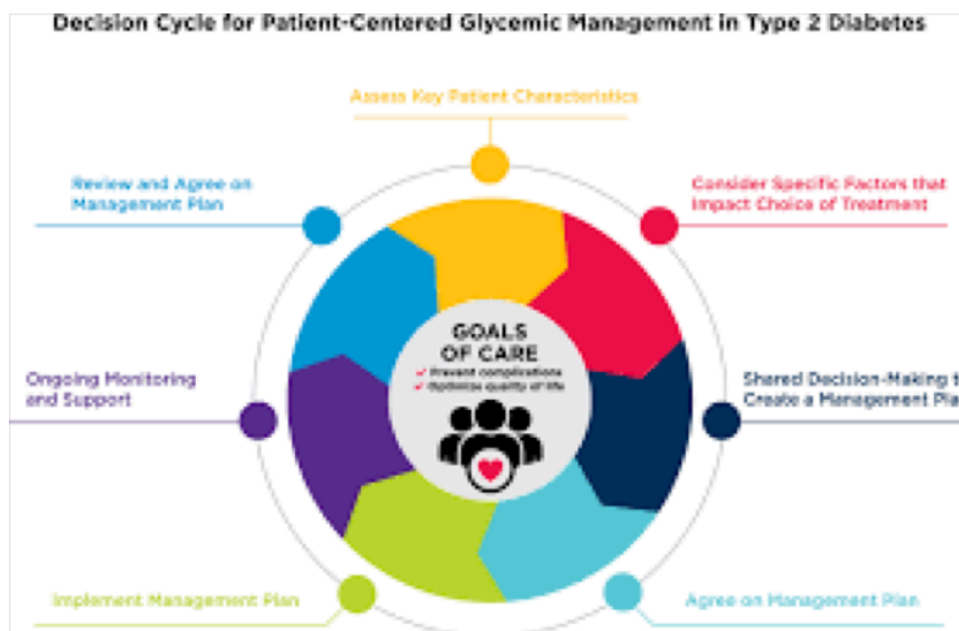 Decision Cycle for Patient-Centered Glycemic Management in Type 2 Diabetes
Assess Key Patient Characteristics
Review and Agree on
Management Plan
Consider Specific Factors that
Impact Choice of Treatment
GOALS
OF CARE
Prevent complications
Optimize quality of life
Ongoing Monitoring
and Support
Shared Decision-Making t
Create a Management Pla
Implement Management Plan
Agree on Management Plan